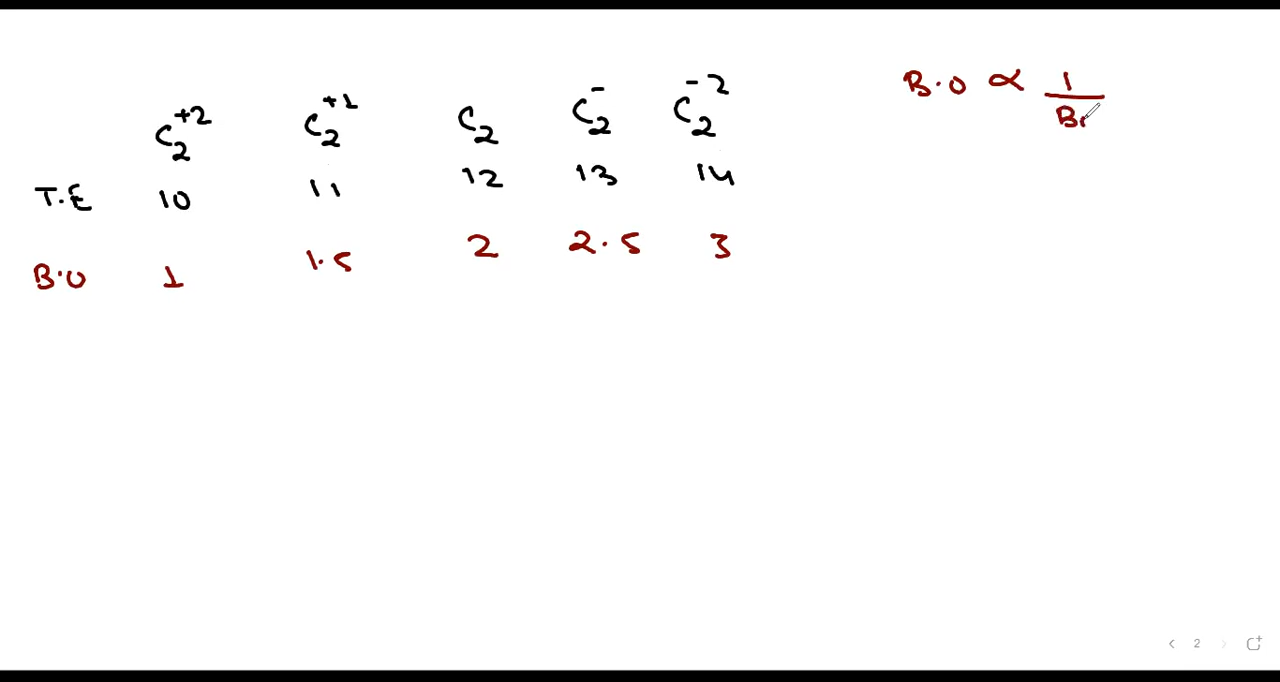 C₂⁺² C₂⁺¹ C₂ C₂⁻ C₂⁻² B.O ∝ 1/B
T.E 10 11 12 13 14
B.O 1 1.5 2 2.5 3
2